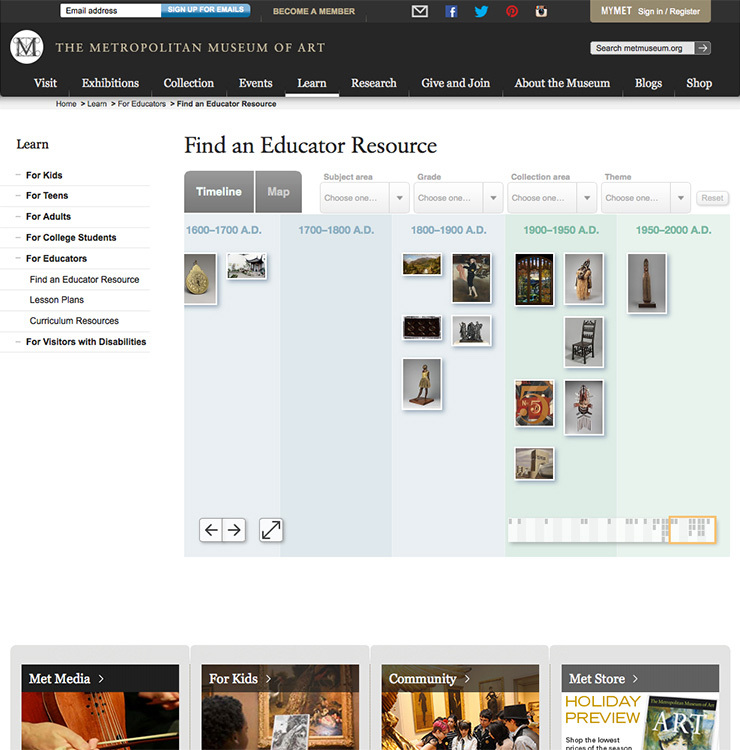 Email address SIGN UP FOR EMAILS BECOME A MEMBER MYMET Sign in / Register
M THE METROPOLITAN MUSEUM OF ART Search metmuseum.org
Visit Exhibitions Collection Events Learn Research Give and Join About the Museum Blogs Shop
Home > Learn > For Educators > Find an Educator Resource
Learn
– For Kids
– For Teens
– For Adults
– For College Students
– For Educators
Find an Educator Resource
Lesson Plans
Curriculum Resources
– For Visitors with Disabilities
Find an Educator Resource
Timeline Map
Subject area Grade Collection area Theme
Choose one... Choose one... Choose one... Choose one... Reset
1600–1700 A.D. 1700–1800 A.D. 1800–1900 A.D. 1900–1950 A.D. 1950–2000 A.D.
5
Met Media >
For Kids >
Community >
Met Store >
HOLIDAY
PREVIEW
Shop the lowest
prices of the season
The Metropolitan Museum of Art
ART